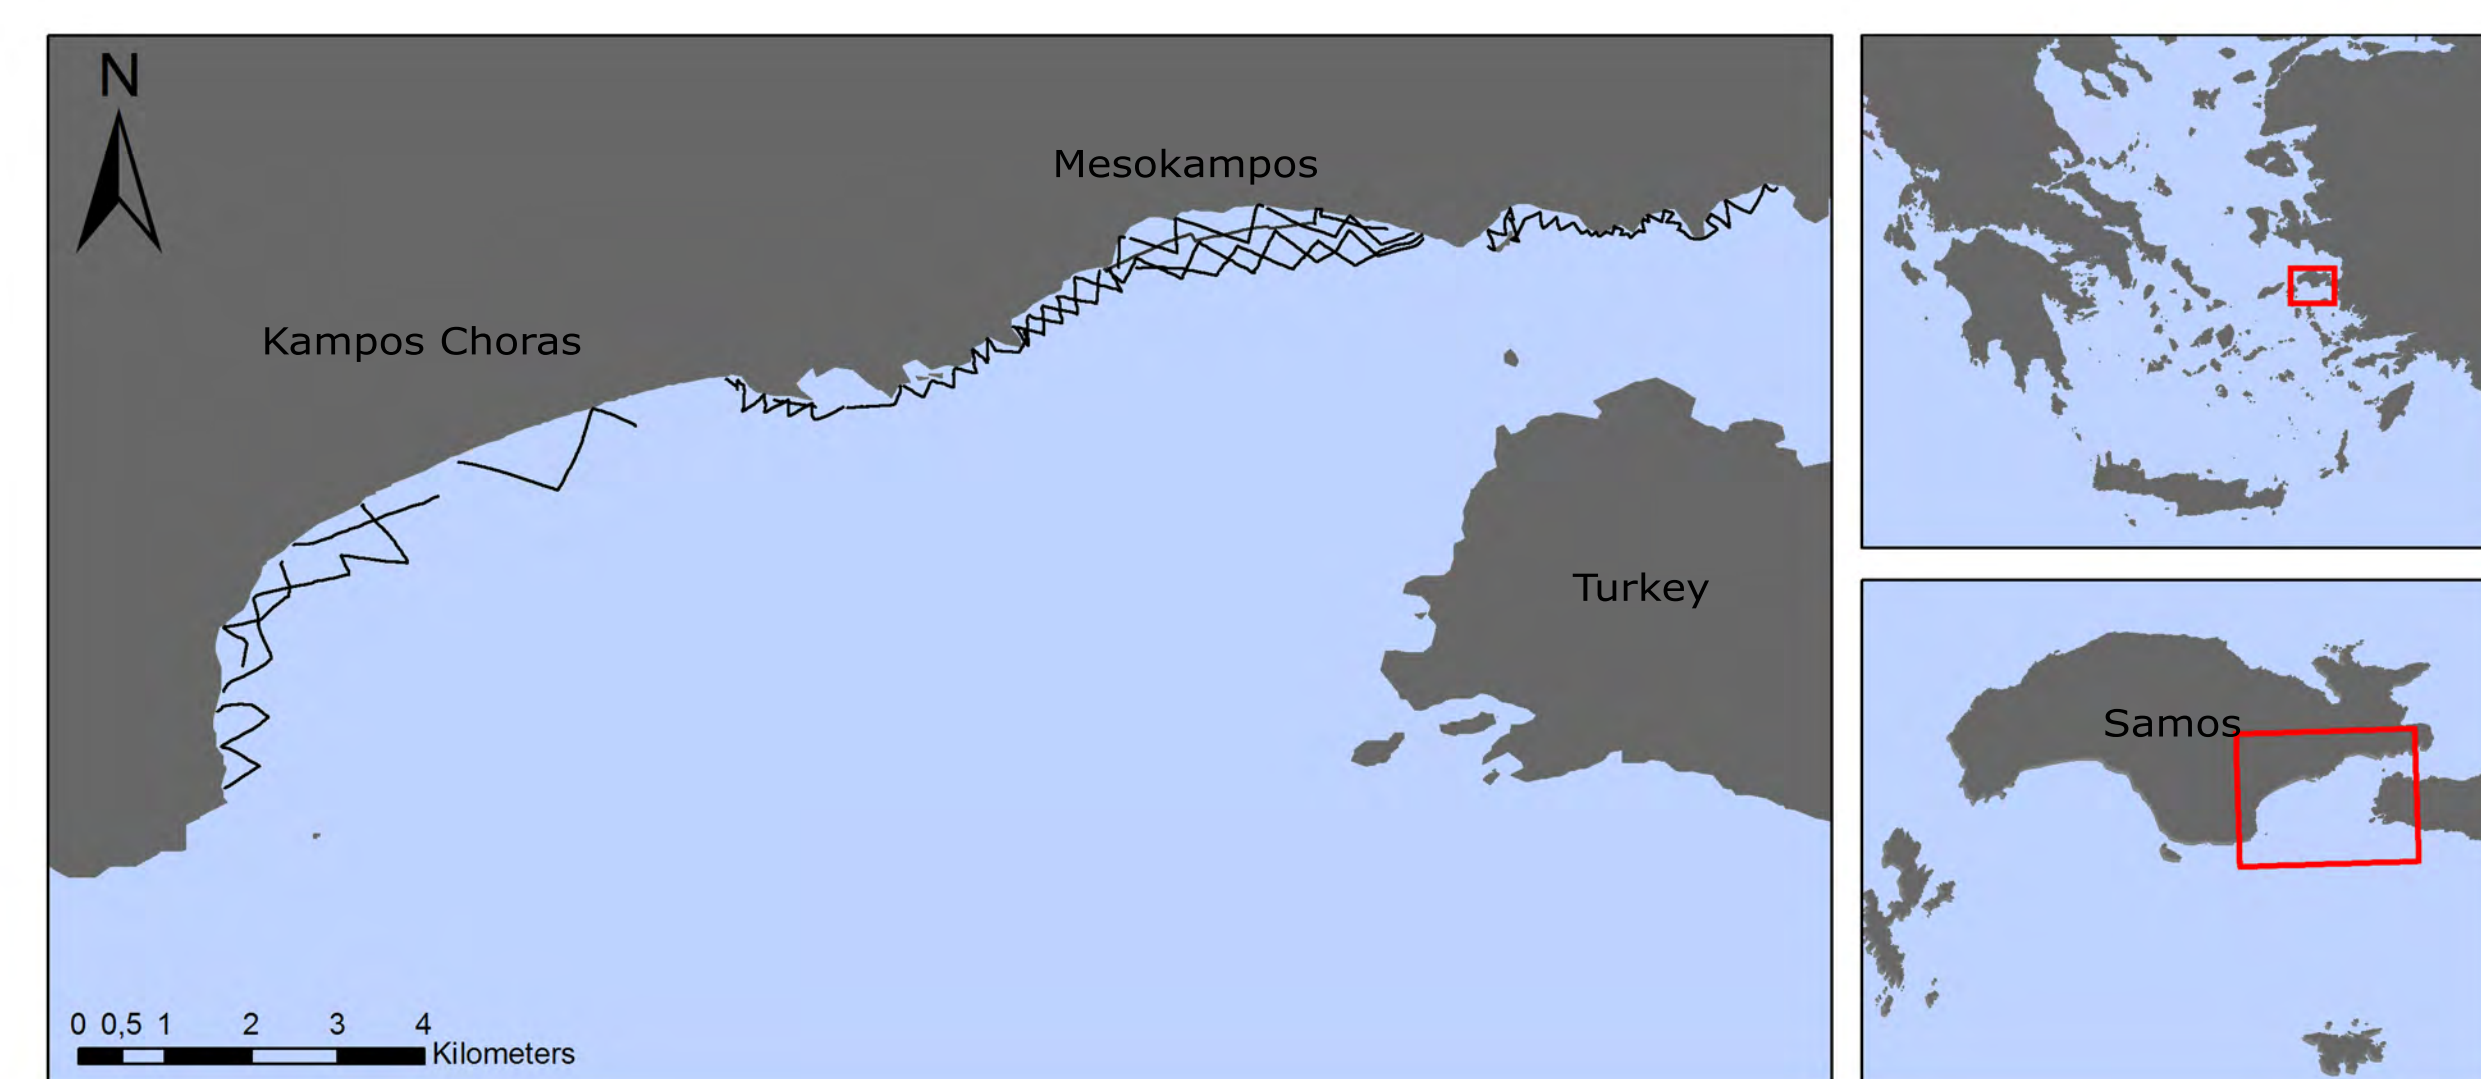 N
Mesokampos
Kampos Choras
Turkey
Samos
0 0,5 1 2 3 4
Kilometers